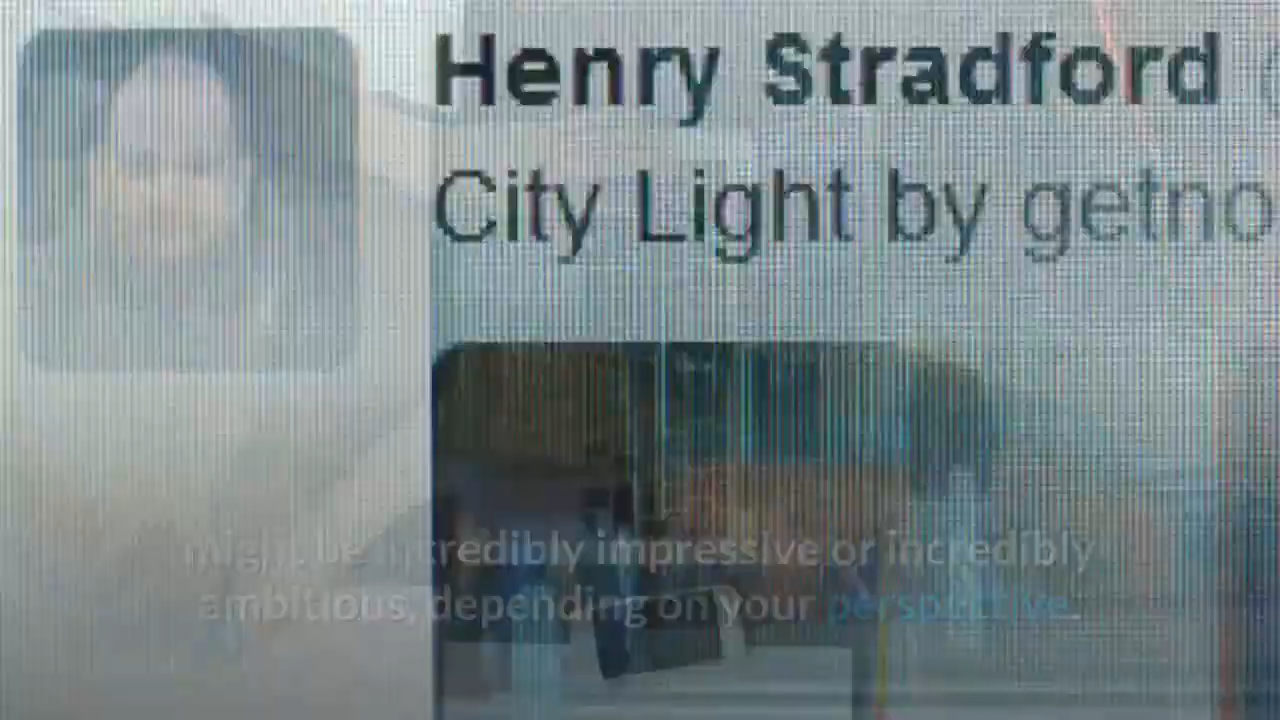 Henry Stradford
City Light by getno
might be incredibly impressive or incredibly
ambitious, depending on your perspective.